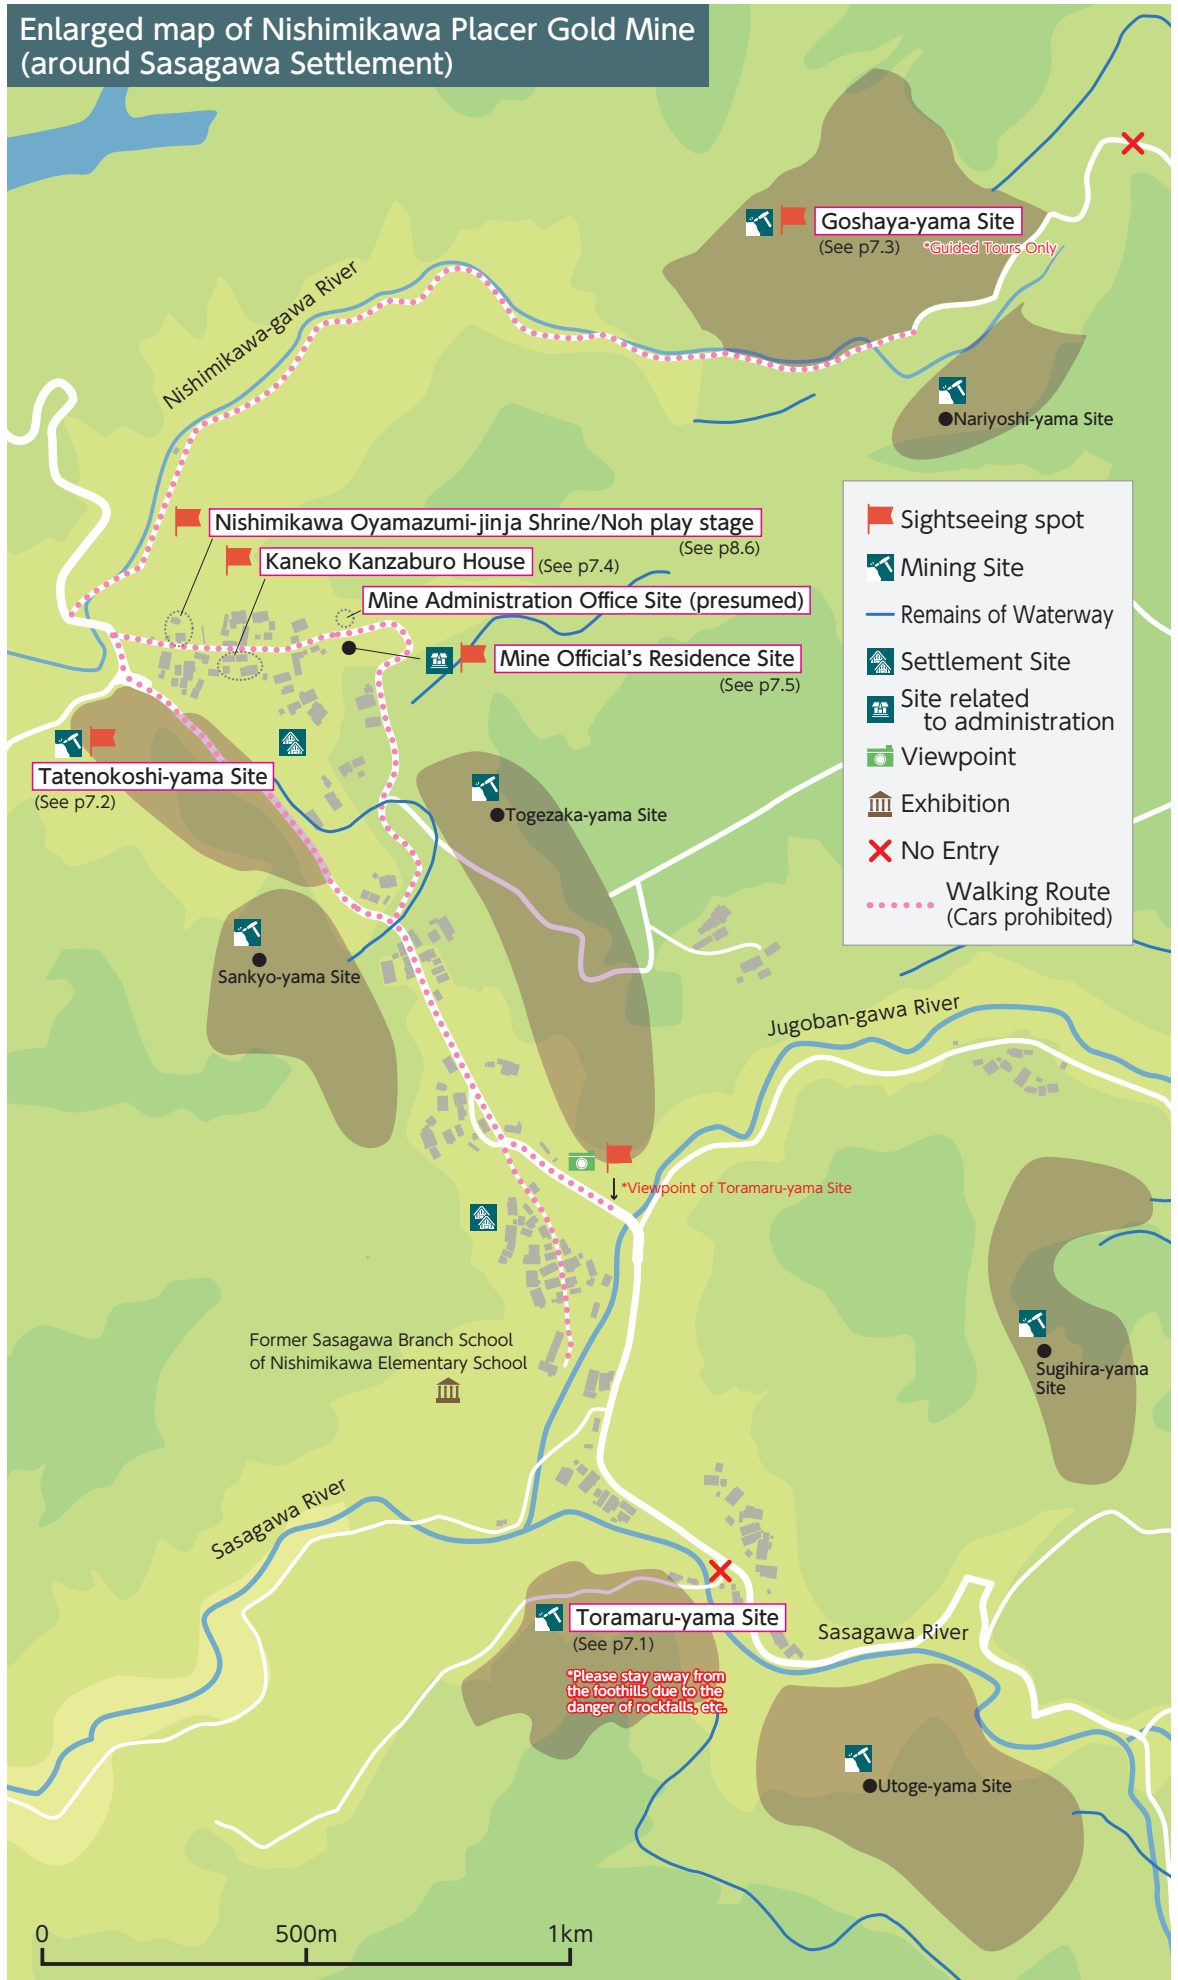 Enlarged map of Nishimikawa Placer Gold Mine
(around Sasagawa Settlement)
Goshaya-yama Site
(See p7.3)
*Guided Tours Only
Nishimikawa-gawa River
Nariyoshi-yama Site
Nishimikawa Oyamazumi-jinja Shrine/Noh play stage
(See p8.6)
Kaneko Kanzaburo House
(See p7.4)
Mine Administration Office Site (presumed)
Mine Official's Residence Site
(See p7.5)
Tatenokoshi-yama Site
(See p7.2)
Togezaka-yama Site
Sankyo-yama Site
Sightseeing spot
Mining Site
Remains of Waterway
Settlement Site
Site related
to administration
Viewpoint
Exhibition
No Entry
Walking Route
(Cars prohibited)
Jugoban-gawa River
*Viewpoint of Toramaru-yama Site
Former Sasagawa Branch School
of Nishimikawa Elementary School
Sugihira-yama
Site
Sasagawa River
Toramaru-yama Site
(See p7.1)
*Please stay away from
the foothills due to the
danger of rockfalls, etc.
Sasagawa River
Utoge-yama Site
0
500m
1km